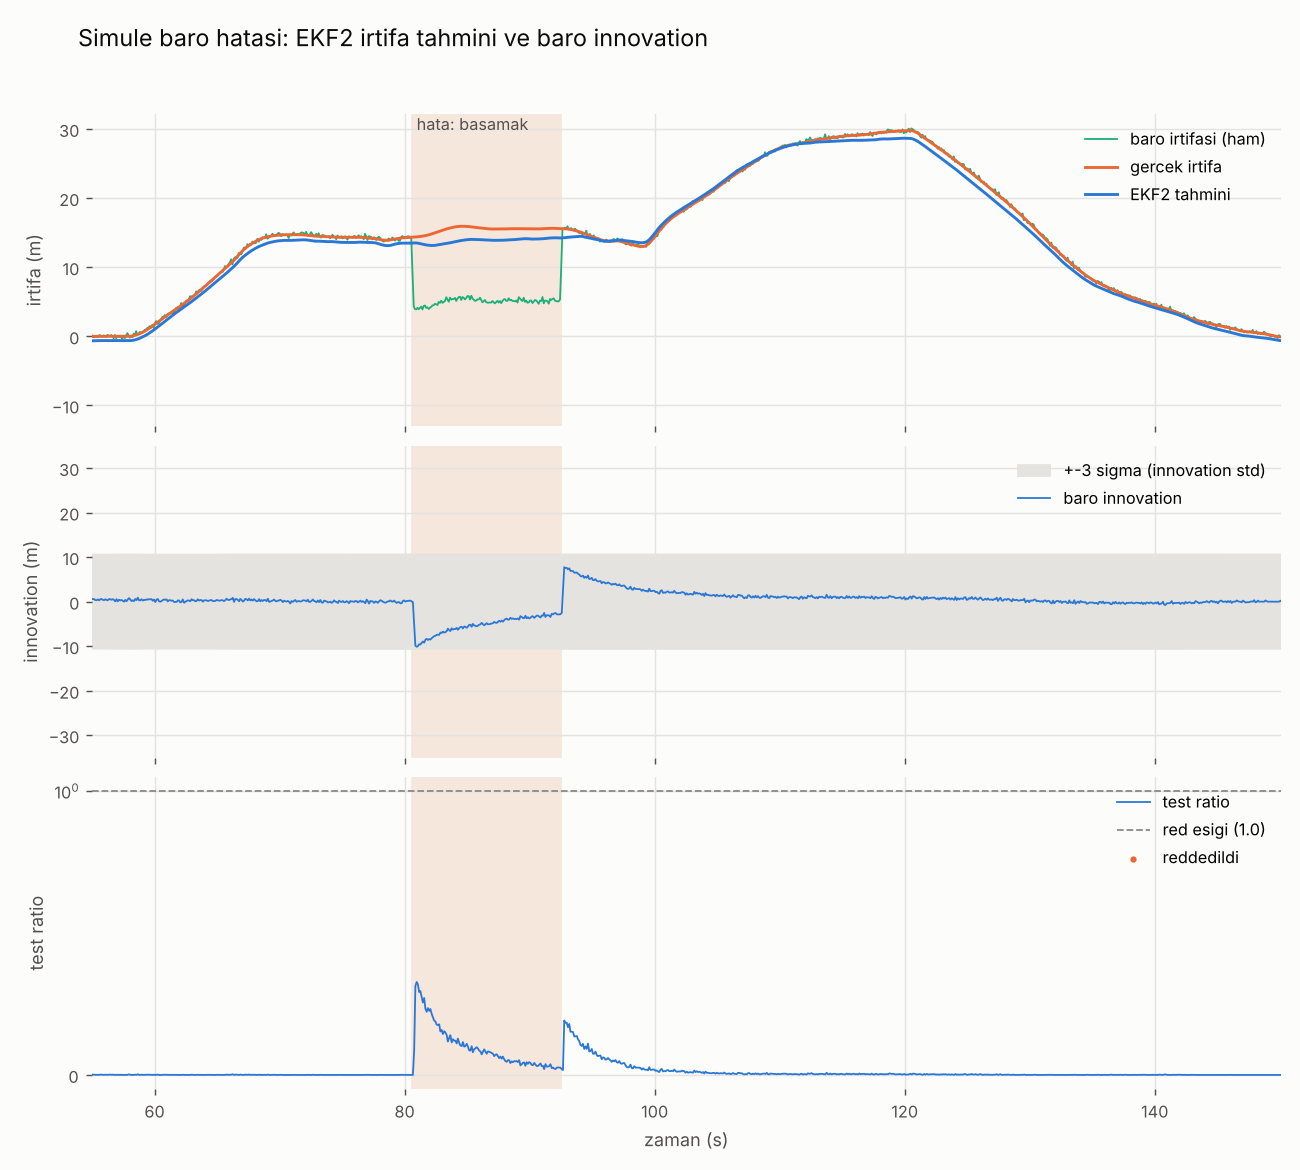 Simule baro hatasi: EKF2 irtifa tahmini ve baro innovation
hata: basamak
30
20
10
0
−10
irtifa (m)
baro irtifasi (ham)
gercek irtifa
EKF2 tahmini
30
20
10
0
−10
−20
−30
innovation (m)
+-3 sigma (innovation std)
baro innovation
10⁰
0
test ratio
test ratio
red esigi (1.0)
reddedildi
60
80
100
120
140
zaman (s)